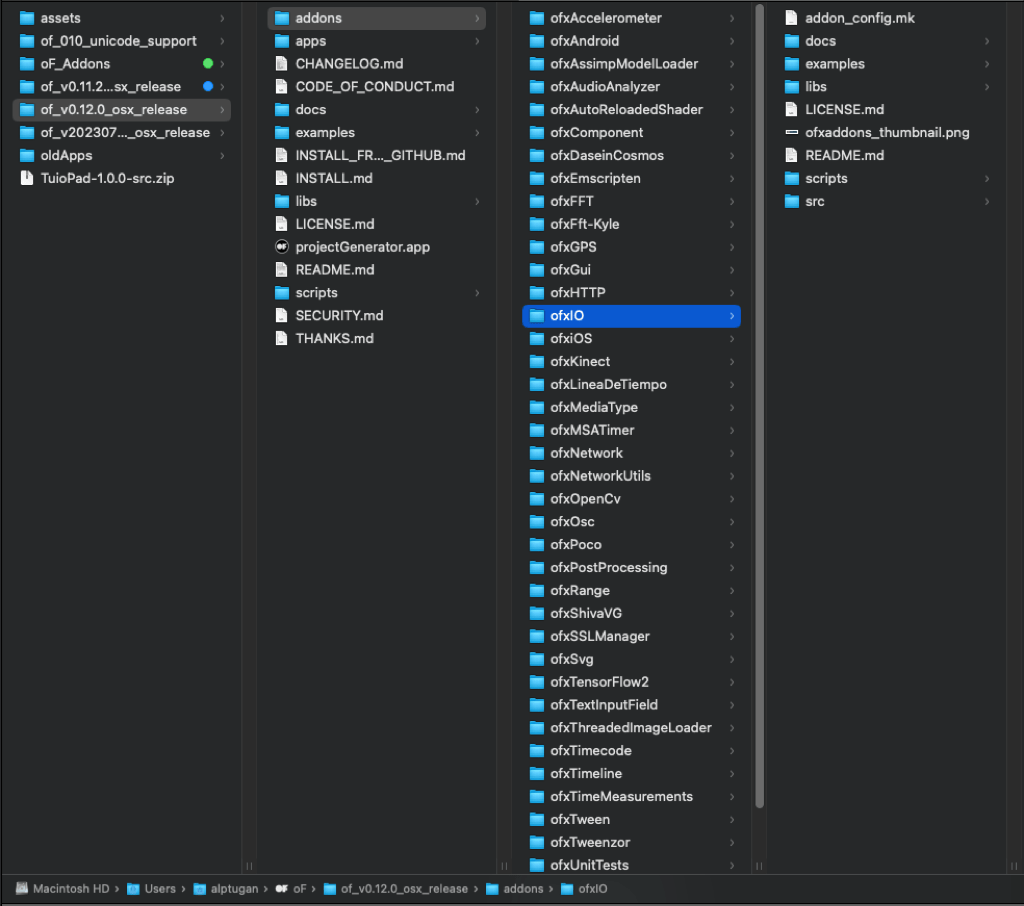 assets
of_010_unicode_support
oF_Addons
of_v0.11.2...sx_release
of_v0.12.0_osx_release
of_v202307..._osx_release
oldApps
TuioPad-1.0.0-src.zip
addons
apps
CHANGELOG.md
CODE_OF_CONDUCT.md
docs
examples
INSTALL_FR..._GITHUB.md
INSTALL.md
libs
LICENSE.md
projectGenerator.app
README.md
scripts
SECURITY.md
THANKS.md
ofxAccelerometer
ofxAndroid
ofxAssimpModelLoader
ofxAudioAnalyzer
ofxAutoReloadedShader
ofxComponent
ofxDaseinCosmos
ofxEmscripten
ofxFFT
ofxFft-Kyle
ofxGPS
ofxGui
ofxHTTP
ofxIO
ofxiOS
ofxKinect
ofxLineaDeTiempo
ofxMediaType
ofxMSATimer
ofxNetwork
ofxNetworkUtils
ofxOpenCv
ofxOsc
ofxPoco
ofxPostProcessing
ofxRange
ofxShivaVG
ofxSSLManager
ofxSvg
ofxTensorFlow2
ofxTextInputField
ofxThreadedImageLoader
ofxTimecode
ofxTimeline
ofxTimeMeasurements
ofxTween
ofxTweenzor
ofxUnitTests
addon_config.mk
docs
examples
libs
LICENSE.md
ofxaddons_thumbnail.png
README.md
scripts
src
Macintosh HD › Users › alptugan › oF › of_v0.12.0_osx_release › addons › ofxIO